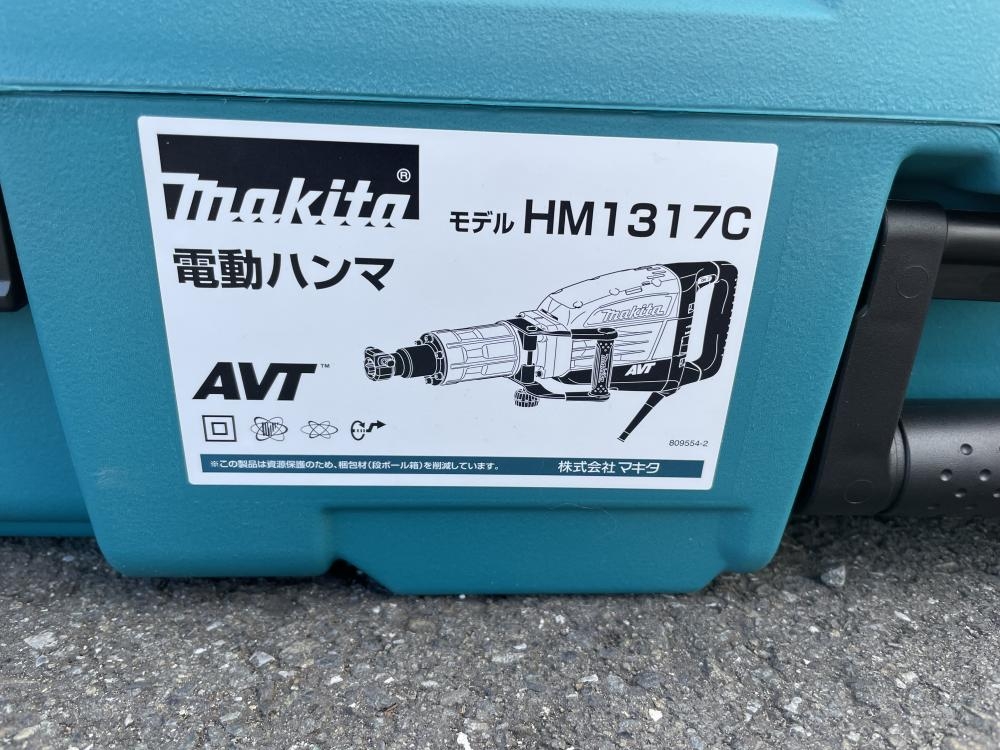 makita®
モデル HM1317C
電動ハンマ
makita
AVT
makita
AVT™
809554-2
※この製品は資源保護のため、梱包材(段ボール箱)を削減しています。
株式会社マキタ